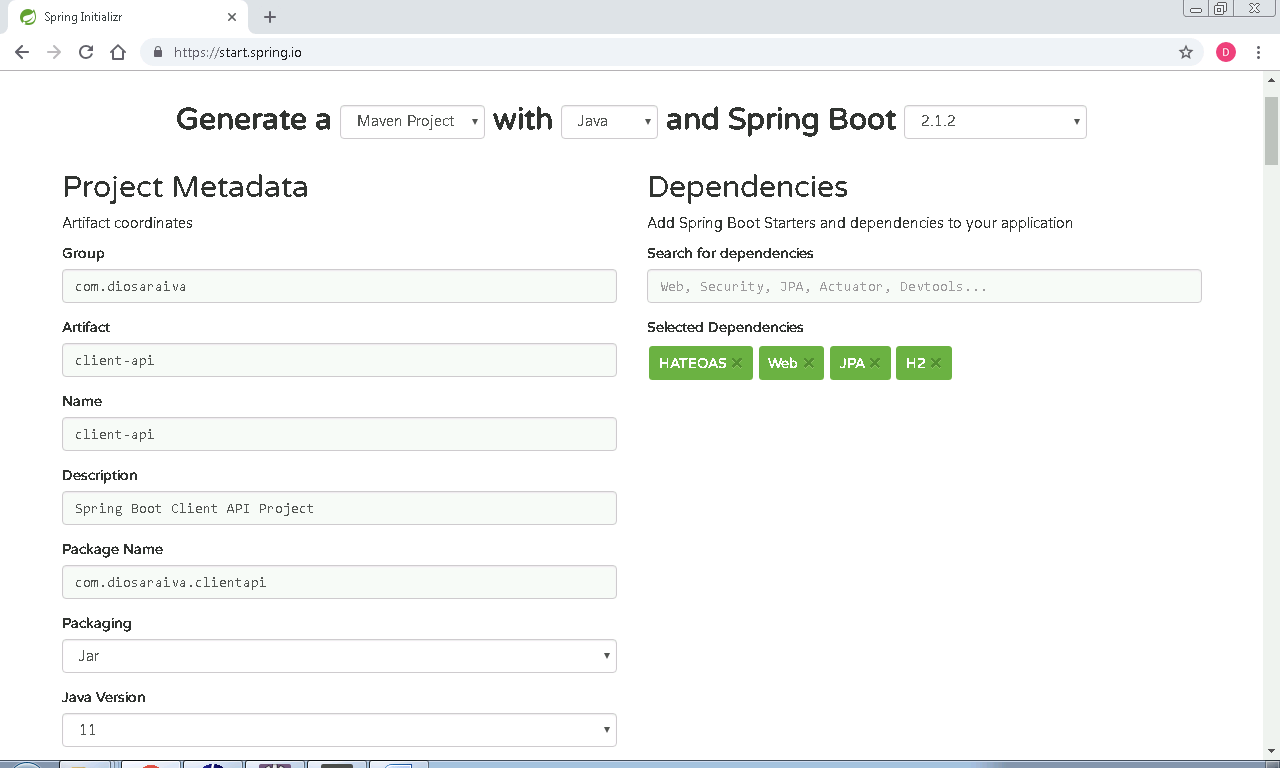 Spring Initializr
https://start.spring.io
D
Generate a Maven Project with Java and Spring Boot 2.1.2
Project Metadata
Artifact coordinates
Group
com.diosaraiva
Artifact
client-api
Name
client-api
Description
Spring Boot Client API Project
Package Name
com.diosaraiva.clientapi
Packaging
Jar
Java Version
11
Dependencies
Add Spring Boot Starters and dependencies to your application
Search for dependencies
Web, Security, JPA, Actuator, Devtools...
Selected Dependencies
HATEOAS Web JPA H2